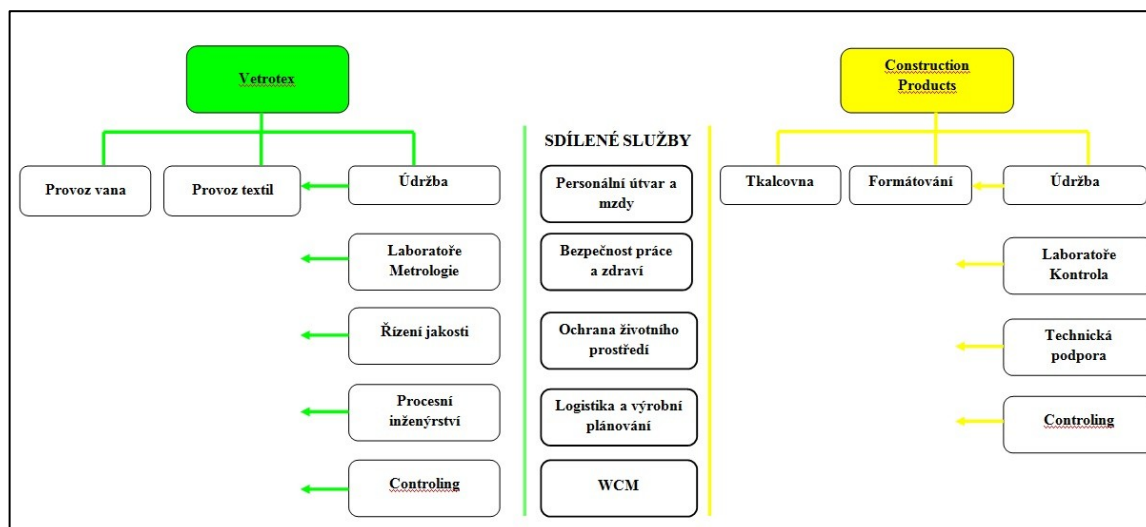 Vetrotex
Construction
Products
SDÍLENÉ SLUŽBY
Provoz vana
Provoz textil
Údržba
Personální útvar a
mzdy
Tkalcovna
Formátování
Údržba
Laboratoře
Metrologie
Bezpečnost práce
a zdraví
Laboratoře
Kontrola
Řízení jakosti
Ochrana životního
prostředí
Technická
podpora
Procesní
inženýrství
Logistika a výrobní
plánování
Controling
Controling
WCM